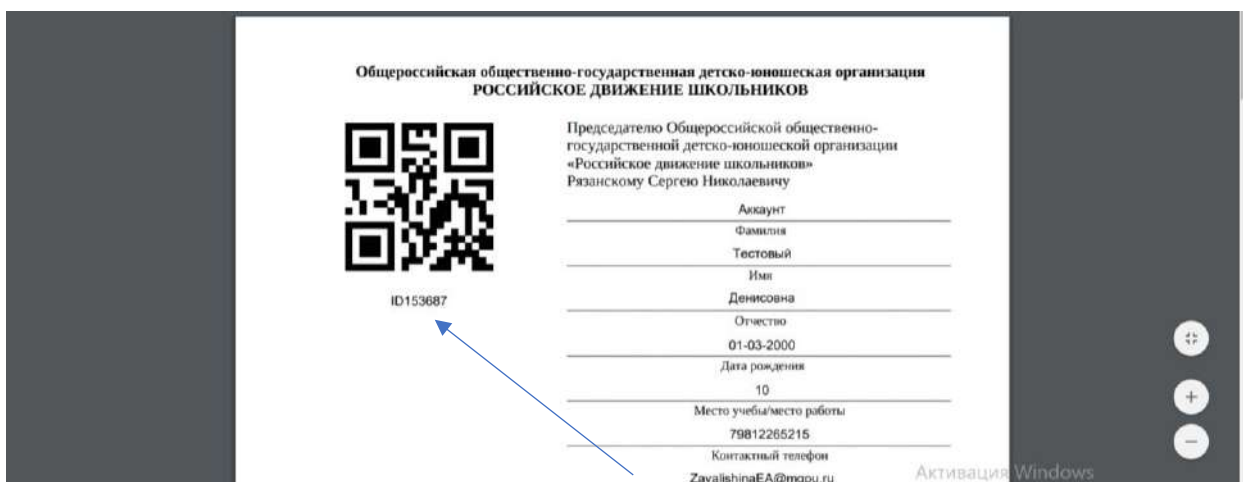 Общероссийская общественно-государственная детско-юношеская организация
РОССИЙСКОЕ ДВИЖЕНИЕ ШКОЛЬНИКОВ
Председателю Общероссийской общественно-
государственной детско-юношеской организации
«Российское движение школьников»
Рязанскому Сергею Николаевичу
Аккаунт
Фамилия
Тестовый
Имя
ID153687
Денисовна
Отчество
01-03-2000
Дата рождения
10
Место учебы/место работы
79812265215
Контактный телефон
ZavalishinaEA@mgpu.ru
Активация Windows